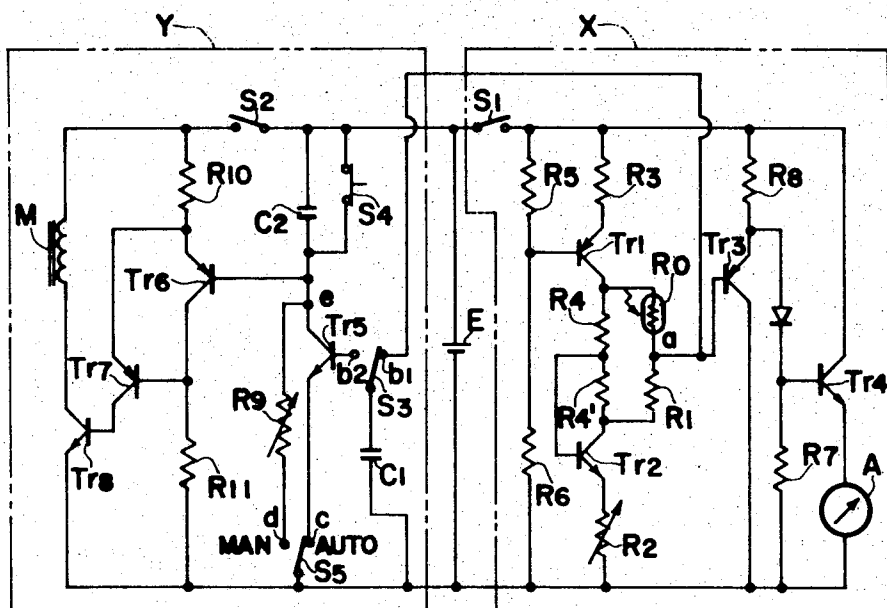 Y
X
S2
S1
R10
C2
S4
R5
R3
R8
M
Tr6
Tr1
Tr3
R0
e
E
R4
a
Tr5
b2
b1
S3
Tr7
R9
R4'
R1
Tr4
Tr8
R11
C1
R6
Tr2
R7
A
d
c
MAN
AUTO
S5
R2